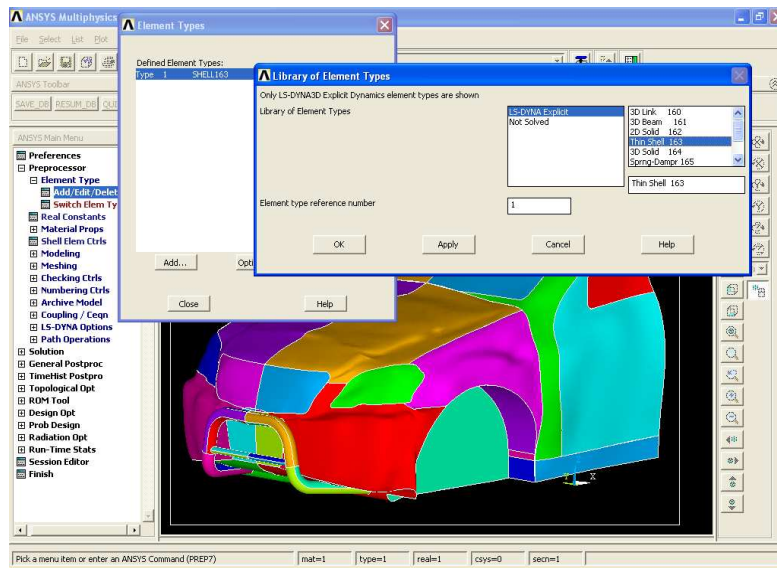 ANSYS Multiphysics
File Select List Plot
ANSYS Toolbar
SAVE_DB RESUM_DB
ANSYS Main Menu
Preferences
Preprocessor
Element Type
Add/Edit/Delet
Switch Elem Ty
Real Constants
Material Props
Shell Elem Ctrls
Modeling
Meshing
Checking Ctrls
Numbering Ctrls
Archive Model
Coupling / Ceqn
LS-DYNA Options
Path Operations
Solution
General Postproc
TimeHist Postpro
Topological Opt
ROM Tool
Design Opt
Prob Design
Radiation Opt
Run-Time Stats
Session Editor
Finish
Element Types
Defined Element Types:
Type 1 SHELL163
Add... Opti
Close Help
Library of Element Types
Only LS-DYNA3D Explicit Dynamics element types are shown
Library of Element Types
LS-DYNA Explicit
Not Solved
3D Link 160
3D Beam 161
2D Solid 162
Thin Shell 163
3D Solid 164
Sprng-Dampr 165
Thin Shell 163
Element type reference number
1
OK Apply Cancel Help
Y X
Pick a menu item or enter an ANSYS Command (PREP7) mat=1 type=1 real=1 csys=0 secn=1